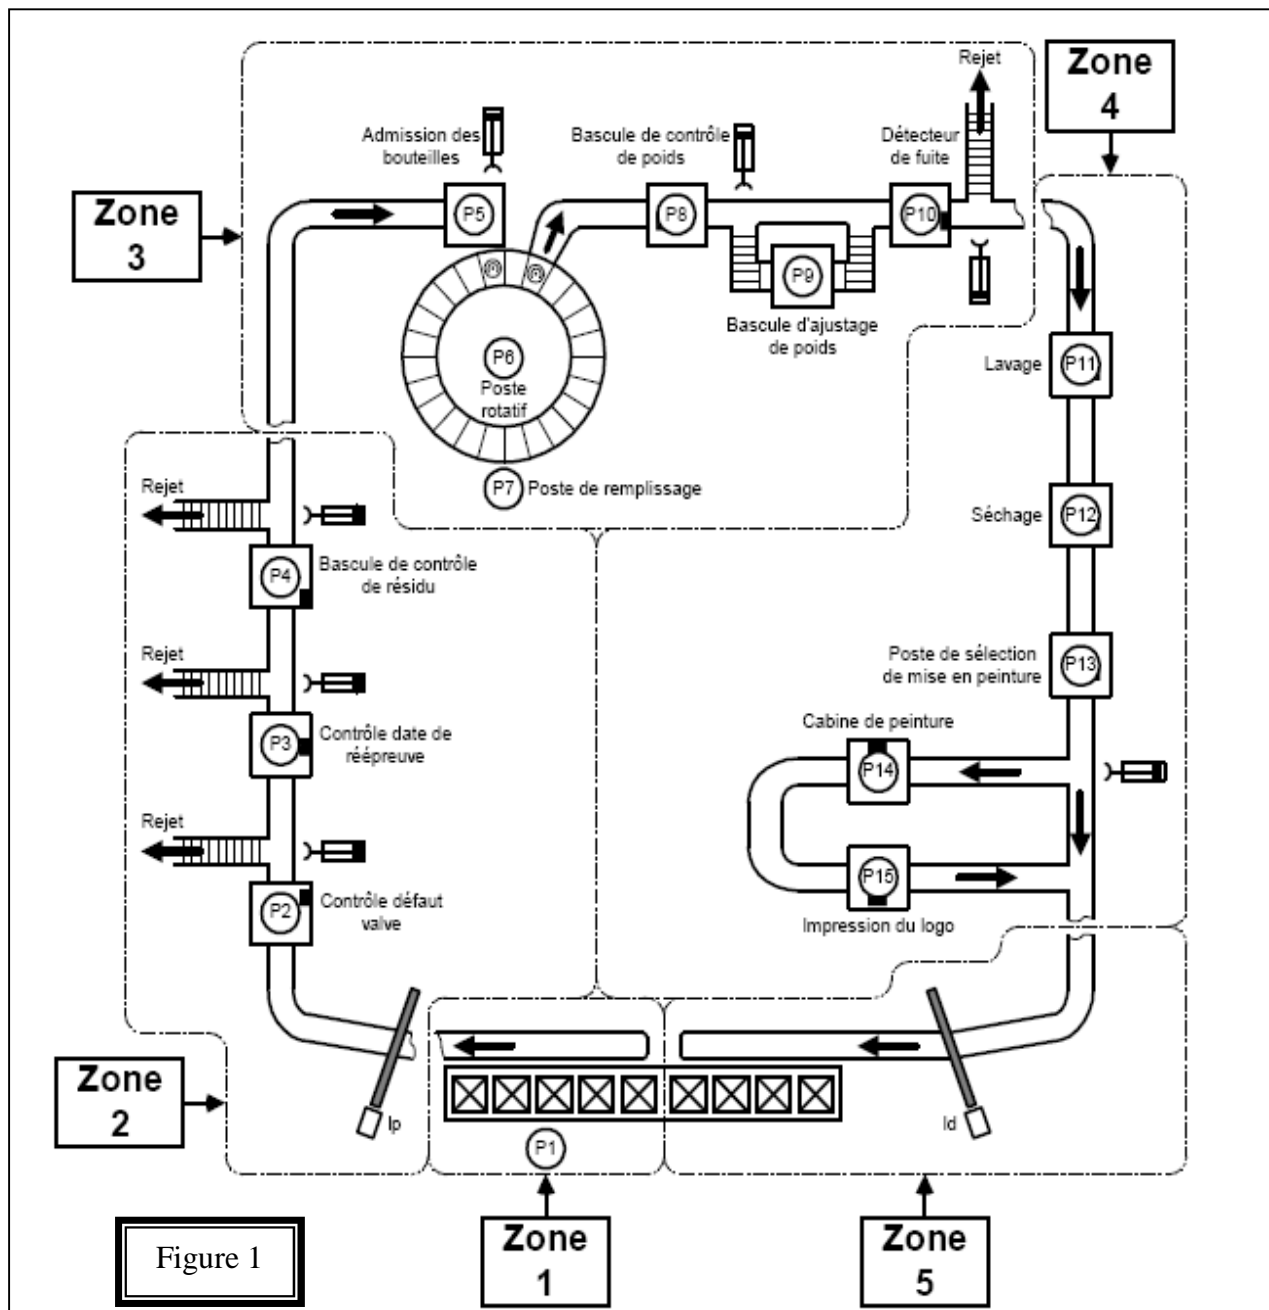 Rejet
Zone
4
Admission des
bouteilles
Bascule de contrôle
de poids
Détecteur
de fuite
Zone
3
P5
P8
P10
P9
Bascule d'ajustage
de poids
P6
Poste
rotatif
P11
Lavage
P7
Poste de remplissage
Rejet
P12
Séchage
P4
Bascule de contrôle
de résidu
Rejet
P13
Poste de sélection
de mise en peinture
P3
Contrôle date de
réépreuve
Cabine de peinture
P14
Rejet
P15
Impression du logo
P2
Contrôle défaut
valve
Zone
2
Ip
Id
P1
Figure 1
Zone
1
Zone
5